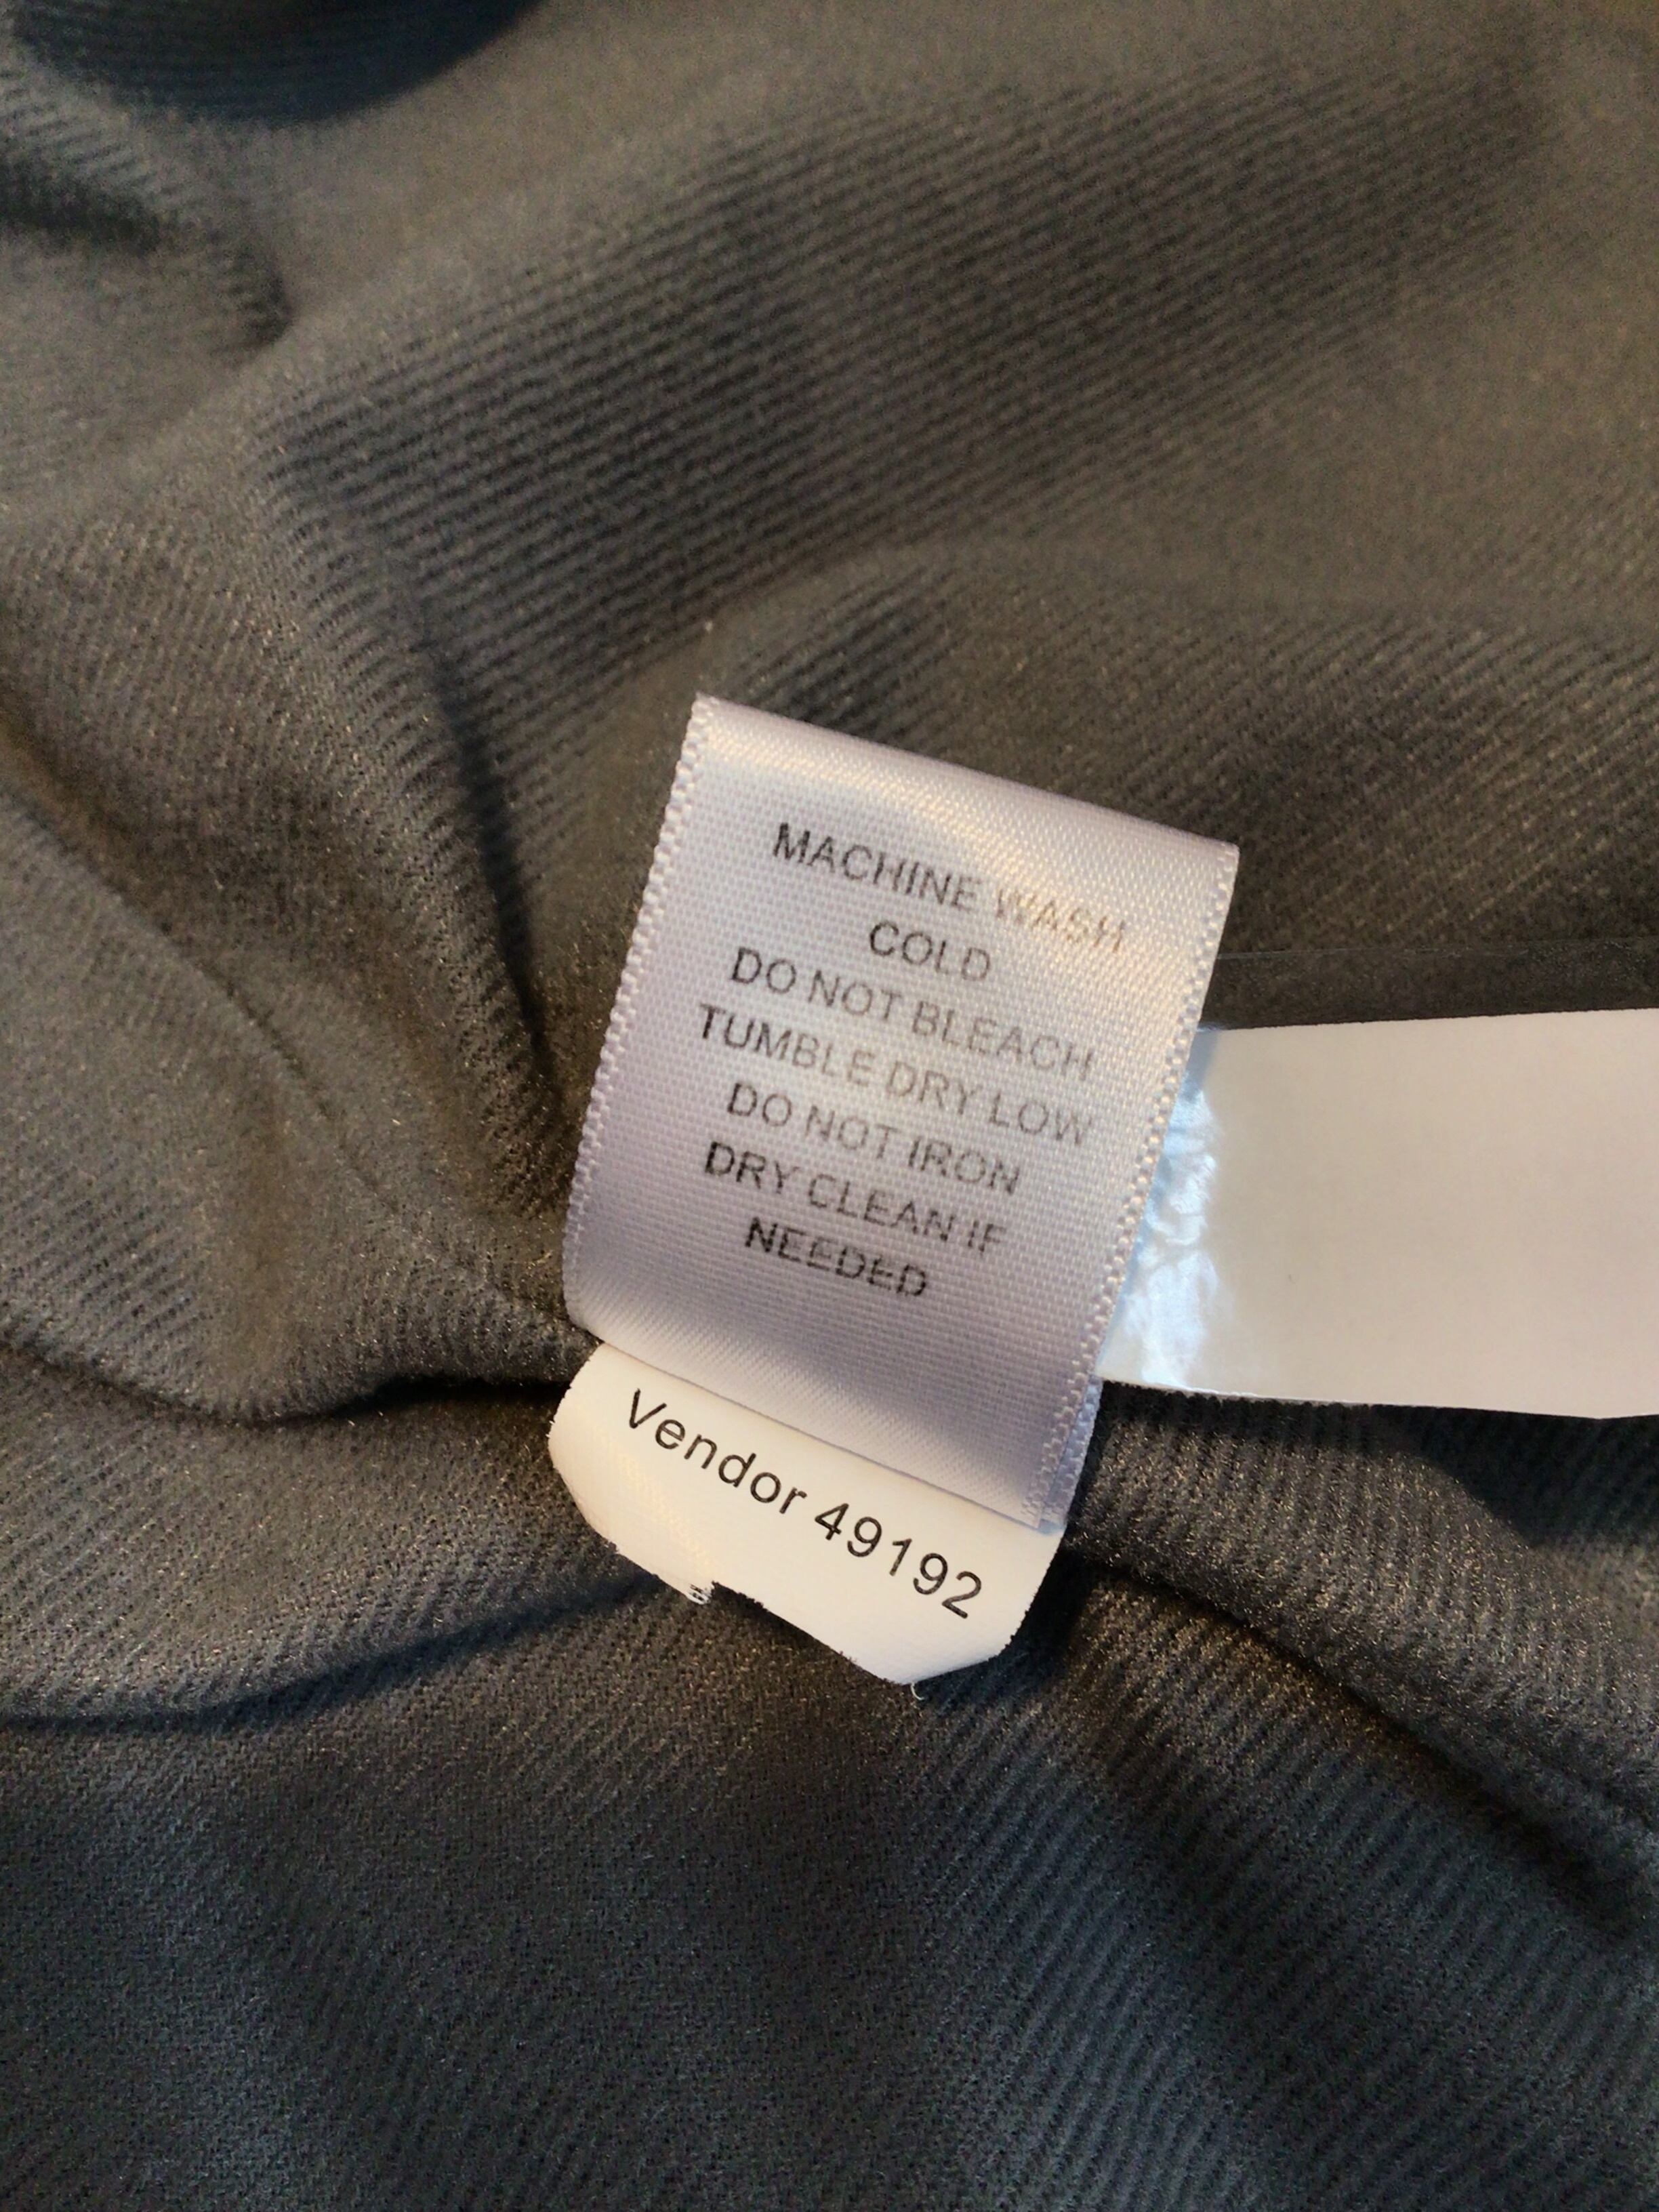 MACHINE WASH
COLD
DO NOT BLEACH
TUMBLE DRY LOW
DO NOT IRON
DRY CLEAN IF
NEEDED
Vendor 49192